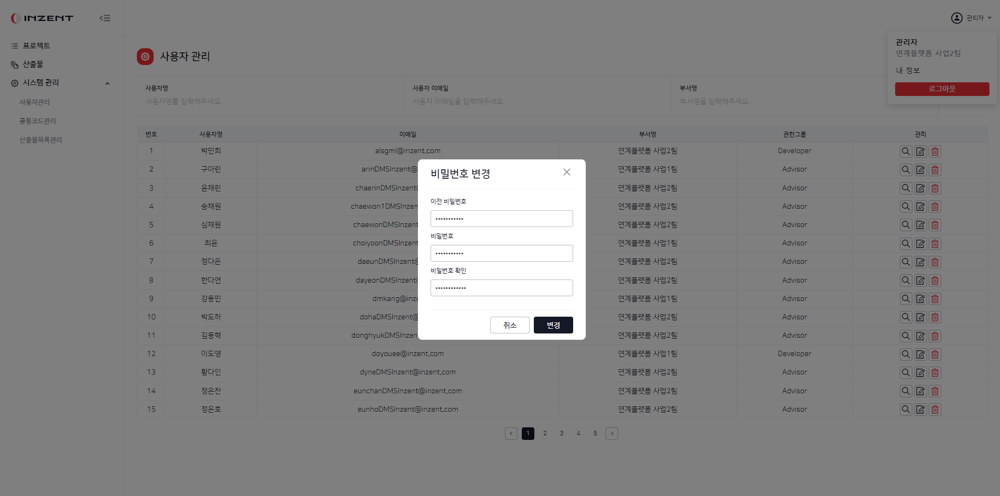 INZENT
관리자
프로젝트
산출물
시스템 관리
사용자관리
공통코드관리
산출물목록관리
사용자 관리
관리자
연계플랫폼 사업2팀
내 정보
로그아웃
사용자명
사용자명를 입력해주세요.
사용자 이메일
사용자 이메일을 입력해주세요.
부서명
부서명을 입력해주세요.
번호 사용자명 이메일 부서명 권한그룹 관리
1 박민희 alsgml@inzent.com 연계플랫폼 사업2팀 Developer
2 구아린 arinDMSInzent@ 연계플랫폼 사업1팀 Advisor
3 윤채린 chaerinDMSInzent 연계플랫폼 사업2팀 Advisor
4 송채원 chaewon1DMSInzen 연계플랫폼 사업2팀 Advisor
5 심채원 chaewonDMSInzent 연계플랫폼 사업2팀 Advisor
6 최윤 choiyoonDMSInzent 연계플랫폼 사업1팀 Advisor
7 정다은 daeunDMSInzent 연계플랫폼 사업2팀 Advisor
8 한다연 dayeonDMSInzent 연계플랫폼 사업2팀 Advisor
9 강동민 dmkang@inze 연계플랫폼 사업1팀 Advisor
10 박도하 dohaDMSInzent@ 연계플랫폼 사업2팀 Advisor
11 김동혁 donghyukDMSInzen 연계플랫폼 사업2팀 Advisor
12 이도영 doyouee@inzent.com 연계플랫폼 사업1팀 Developer
13 황다인 dyneDMSInzent@inzent.com 연계플랫폼 사업2팀 Advisor
14 정은찬 eunchanDMSInzent@inzent.com 연계플랫폼 사업2팀 Advisor
15 정은호 eunhoDMSInzent@inzent.com 연계플랫폼 사업2팀 Advisor
1 2 3 4 5
비밀번호 변경
이전 비밀번호
•••••••••••
비밀번호
•••••••••••
비밀번호 확인
••••••••••••
취소 변경